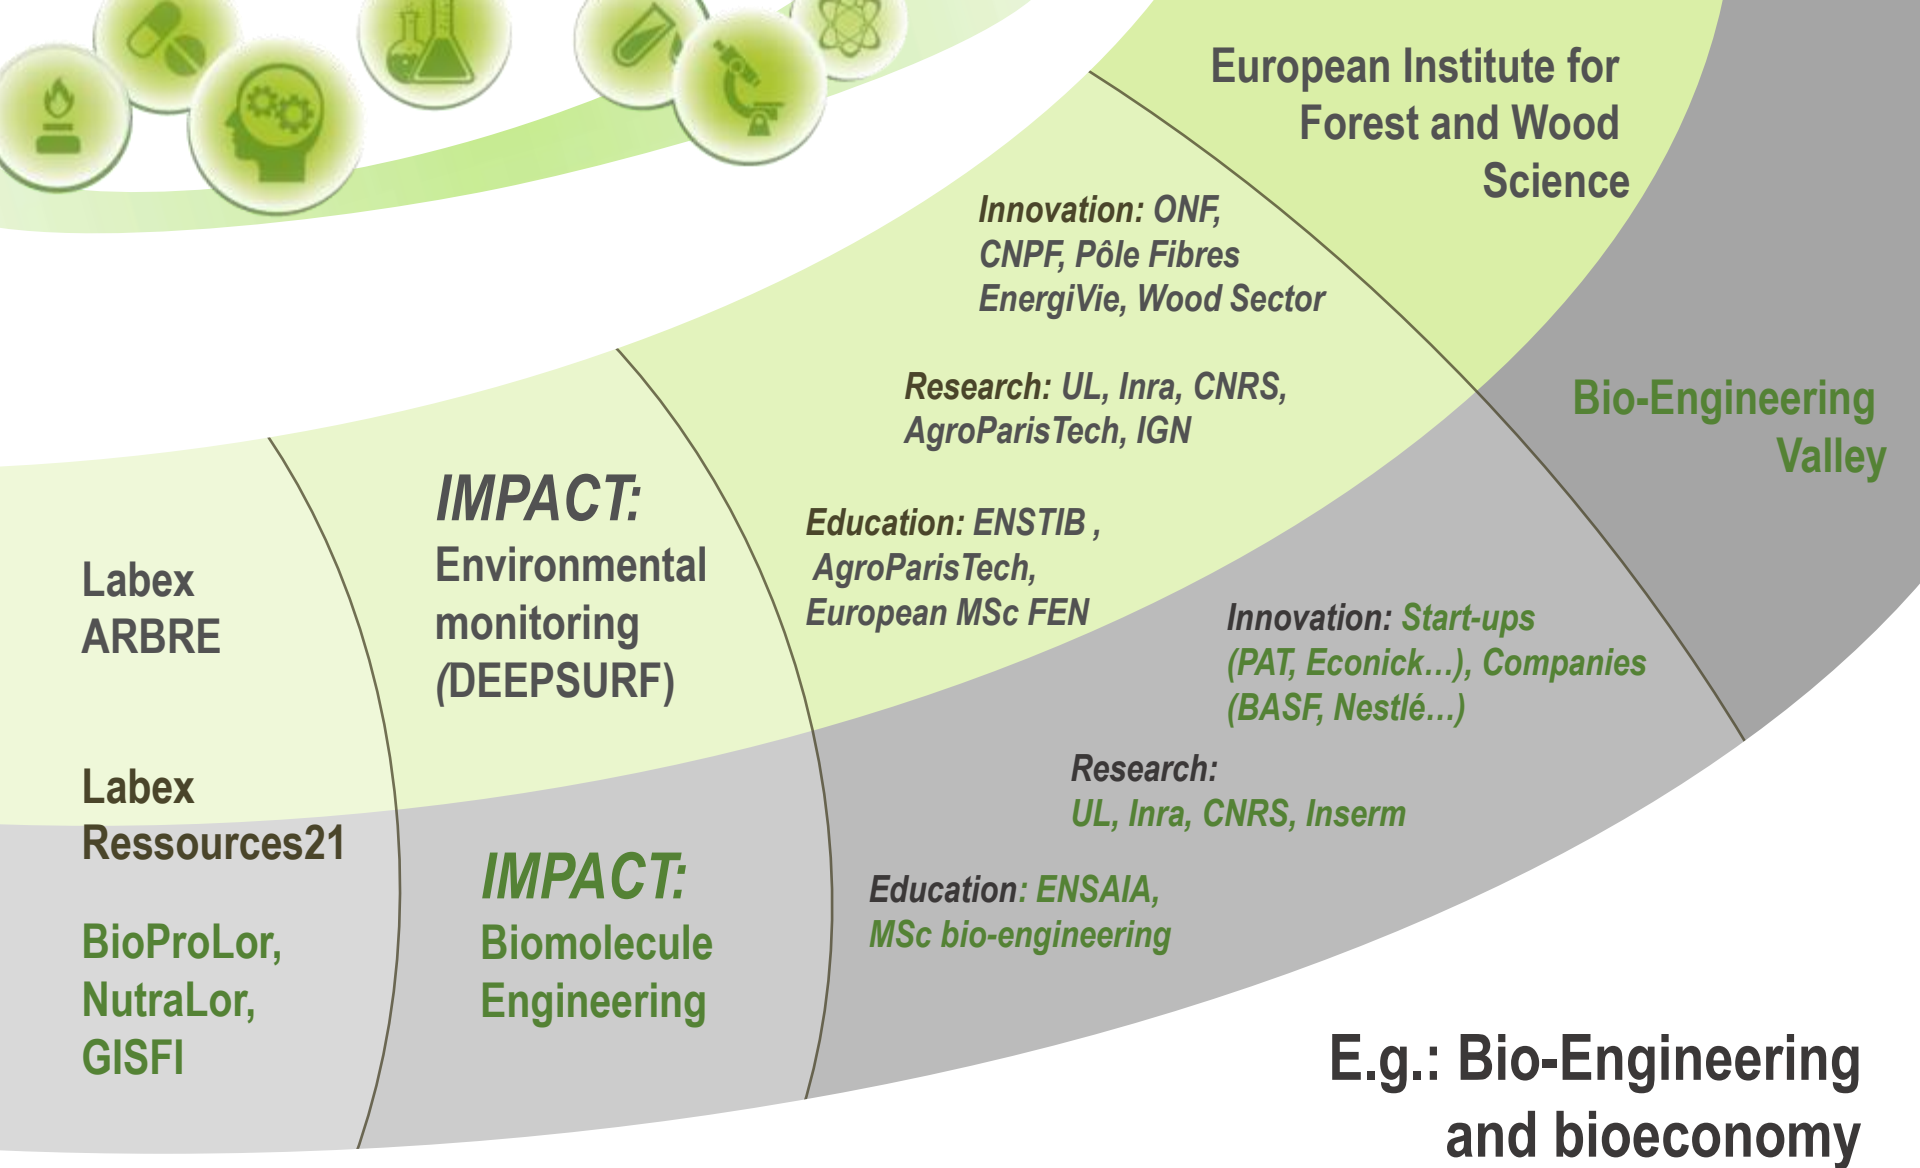 European Institute for
Forest and Wood
Science
Innovation: ONF,
CNPF, Pôle Fibres
EnergiVie, Wood Sector
Research: UL, Inra, CNRS,
AgroParisTech, IGN
Education: ENSTIB ,
AgroParisTech,
European MSc FEN
IMPACT:
Environmental
monitoring
(DEEPSURF)
Labex
ARBRE
Bio-Engineering
Valley
Innovation: Start-ups
(PAT, Econick…), Companies
(BASF, Nestlé…)
Research:
UL, Inra, CNRS, Inserm
Education: ENSAIA,
MSc bio-engineering
IMPACT:
Biomolecule
Engineering
Labex
Ressources21
BioProLor,
NutraLor,
GISFI
E.g.: Bio-Engineering
and bioeconomy